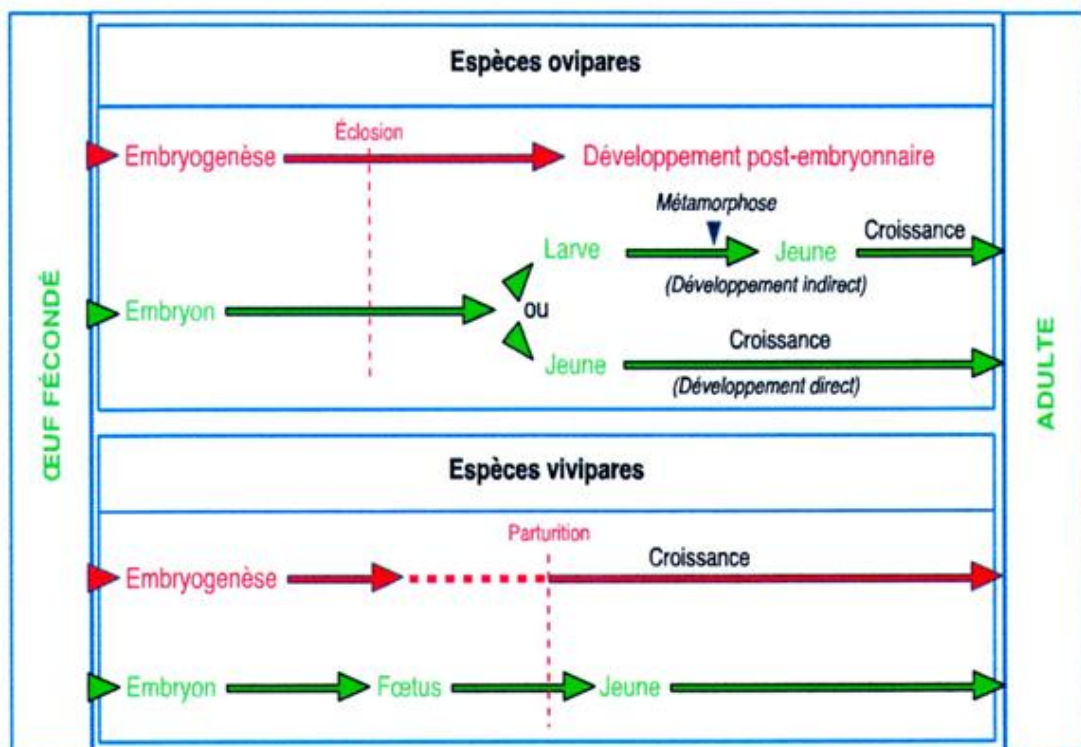 ŒUF FÉCONDÉ
Espèces ovipares
Éclosion
Embryogenèse
Développement post-embryonnaire
Métamorphose
Larve
Jeune
Croissance
(Développement indirect)
Embryon
ou
Jeune
Croissance
(Développement direct)
Espèces vivipares
Parturition
Embryogenèse
Croissance
Embryon
Fœtus
Jeune
ADULTE